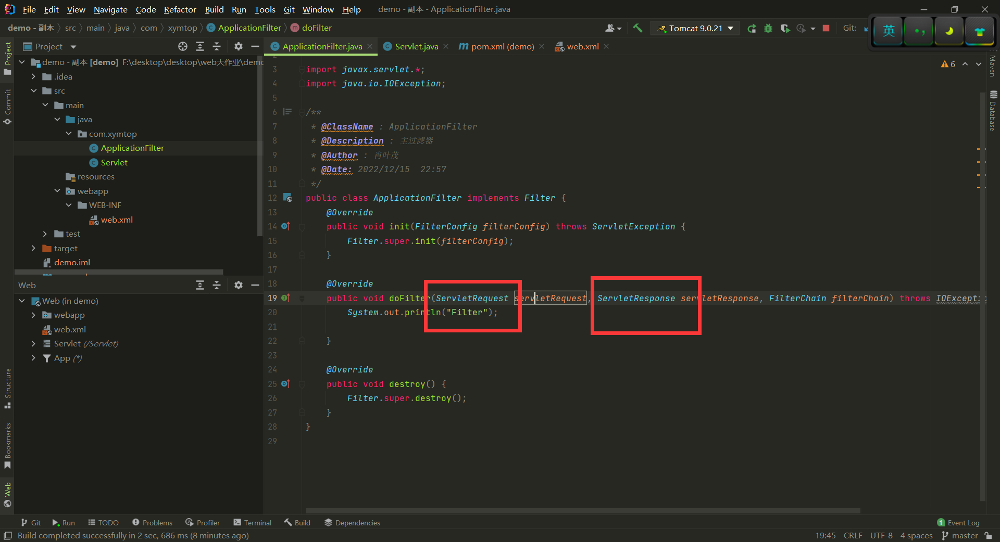 File Edit View Navigate Code Refactor Build Run Tools Git Window Help demo - 副本 - ApplicationFilter.java
demo - 副本 src main java com xymtop ApplicationFilter doFilter Tomcat 9.0.21 Git: 英
Project ApplicationFilter.java Servlet.java pom.xml (demo) web.xml
demo - 副本 [demo] F:\desktop\desktop\web大作业\demo
.idea
src
main
java
com.xymtop
ApplicationFilter
Servlet
resources
webapp
WEB-INF
web.xml
test
target
demo.iml
Web
Web (in demo)
webapp
web.xml
Servlet (/Servlet)
App (*)
Project
Commit
Structure
Bookmarks
Web
2
3 import javax.servlet.*;
4 import java.io.IOException;
5
6 /**
7 * @ClassName : ApplicationFilter
8 * @Description : 主过滤器
9 * @Author : 肖叶茂
10 * @Date: 2022/12/15 22:57
11 */
12 public class ApplicationFilter implements Filter {
13 @Override
14 public void init(FilterConfig filterConfig) throws ServletException {
15 Filter.super.init(filterConfig);
16 }
17
18 @Override
19 public void doFilter(ServletRequest servletRequest, ServletResponse servletResponse, FilterChain filterChain) throws IOExceptio
20 System.out.println("Filter");
21
22 }
23
24 @Override
25 public void destroy() {
26 Filter.super.destroy();
27 }
28 }
29
6
Maven
Database
Git Run TODO Problems Profiler Terminal Build Dependencies 1 Event Log
Build completed successfully in 2 sec, 686 ms (8 minutes ago) 19:45 CRLF UTF-8 4 spaces master